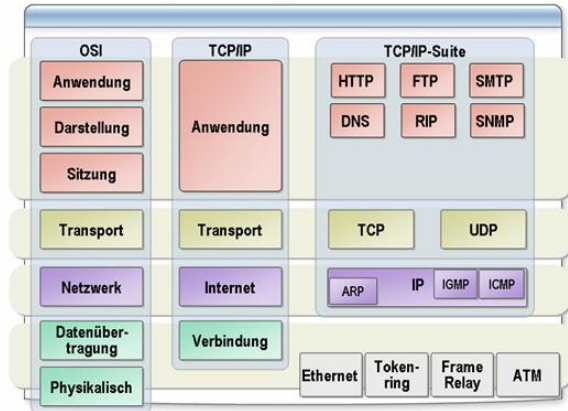 OSI
TCP/IP
TCP/IP-Suite
Anwendung
Darstellung
Sitzung
Transport
Netzwerk
Datenüber-
tragung
Physikalisch
Anwendung
Transport
Internet
Verbindung
HTTP
FTP
SMTP
DNS
RIP
SNMP
TCP
UDP
ARP
IP
IGMP
ICMP
Ethernet
Token-
ring
Frame
Relay
ATM